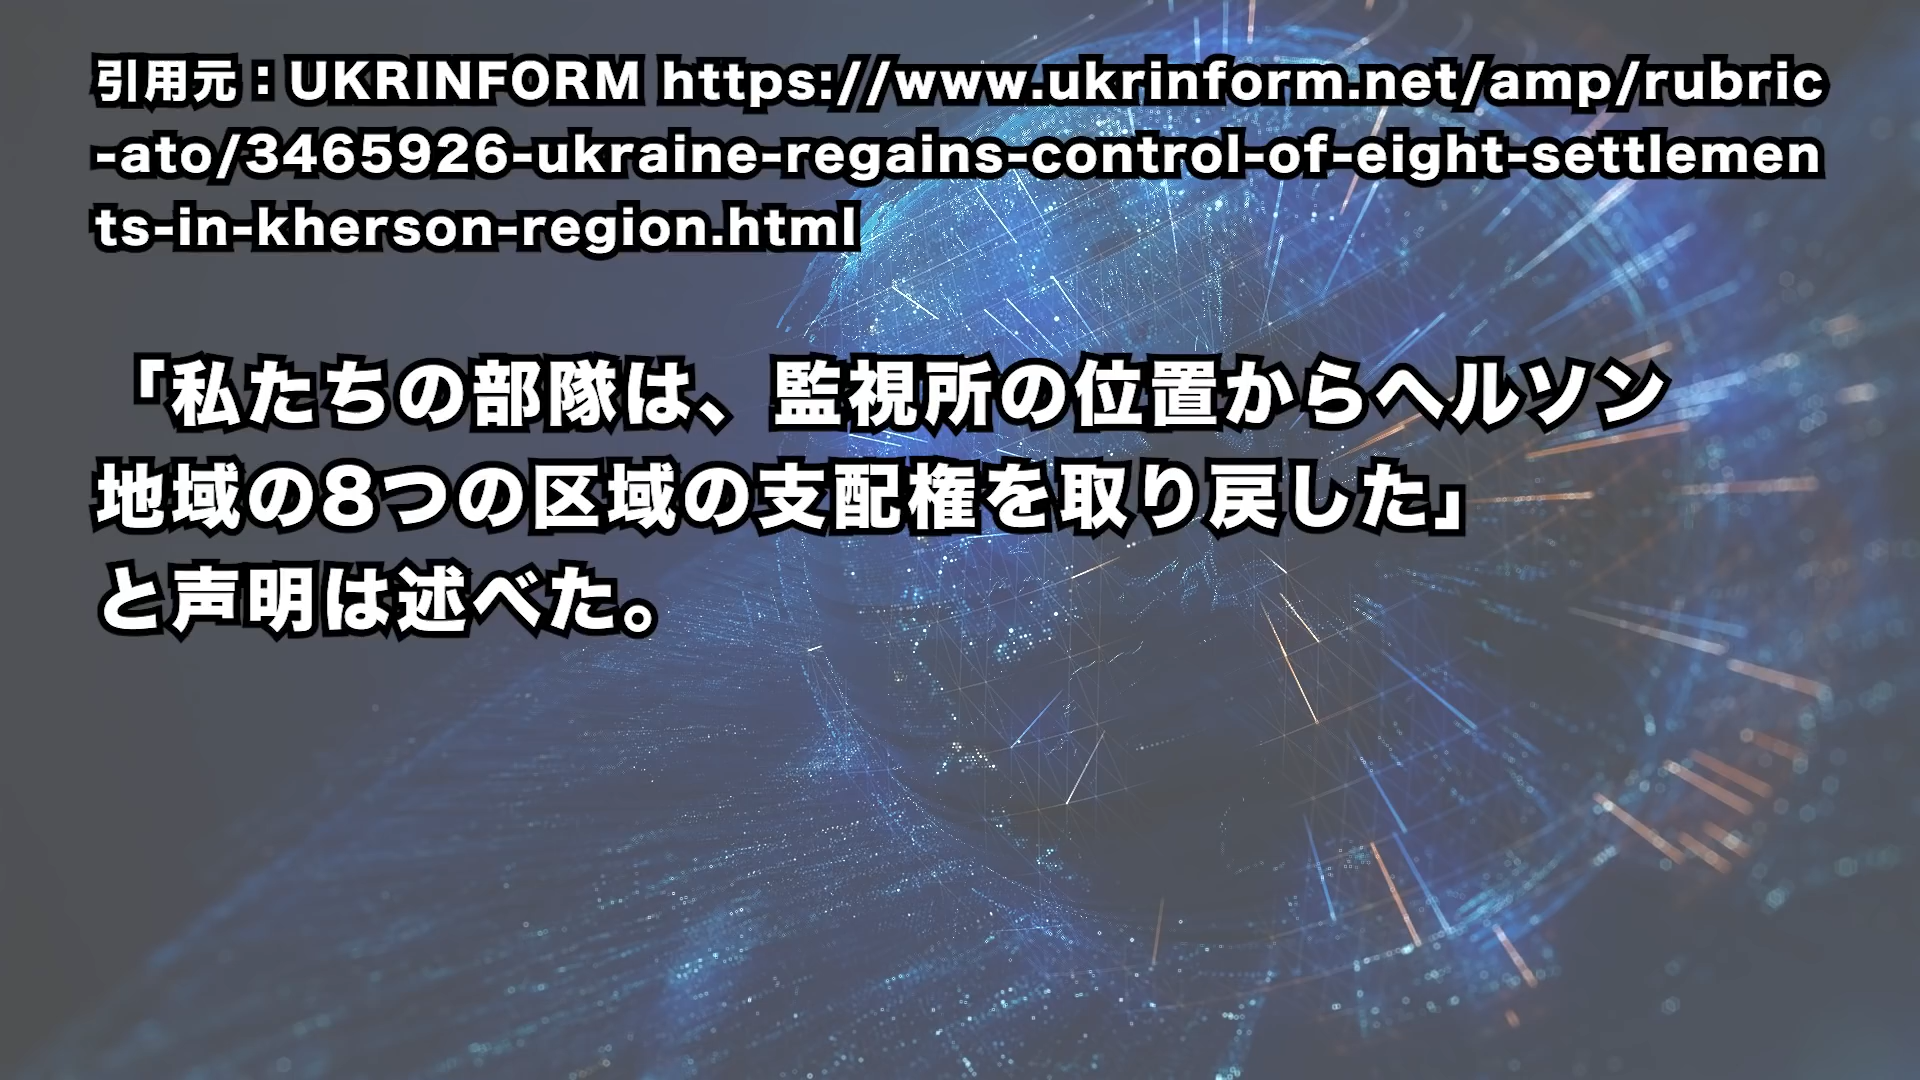 引用元：UKRINFORM https://www.ukrinform.net/amp/rubric
-ato/3465926-ukraine-regains-control-of-eight-settlemen
ts-in-kherson-region.html
「私たちの部隊は、監視所の位置からヘルソン
地域の8つの区域の支配権を取り戻した」
と声明は述べた。